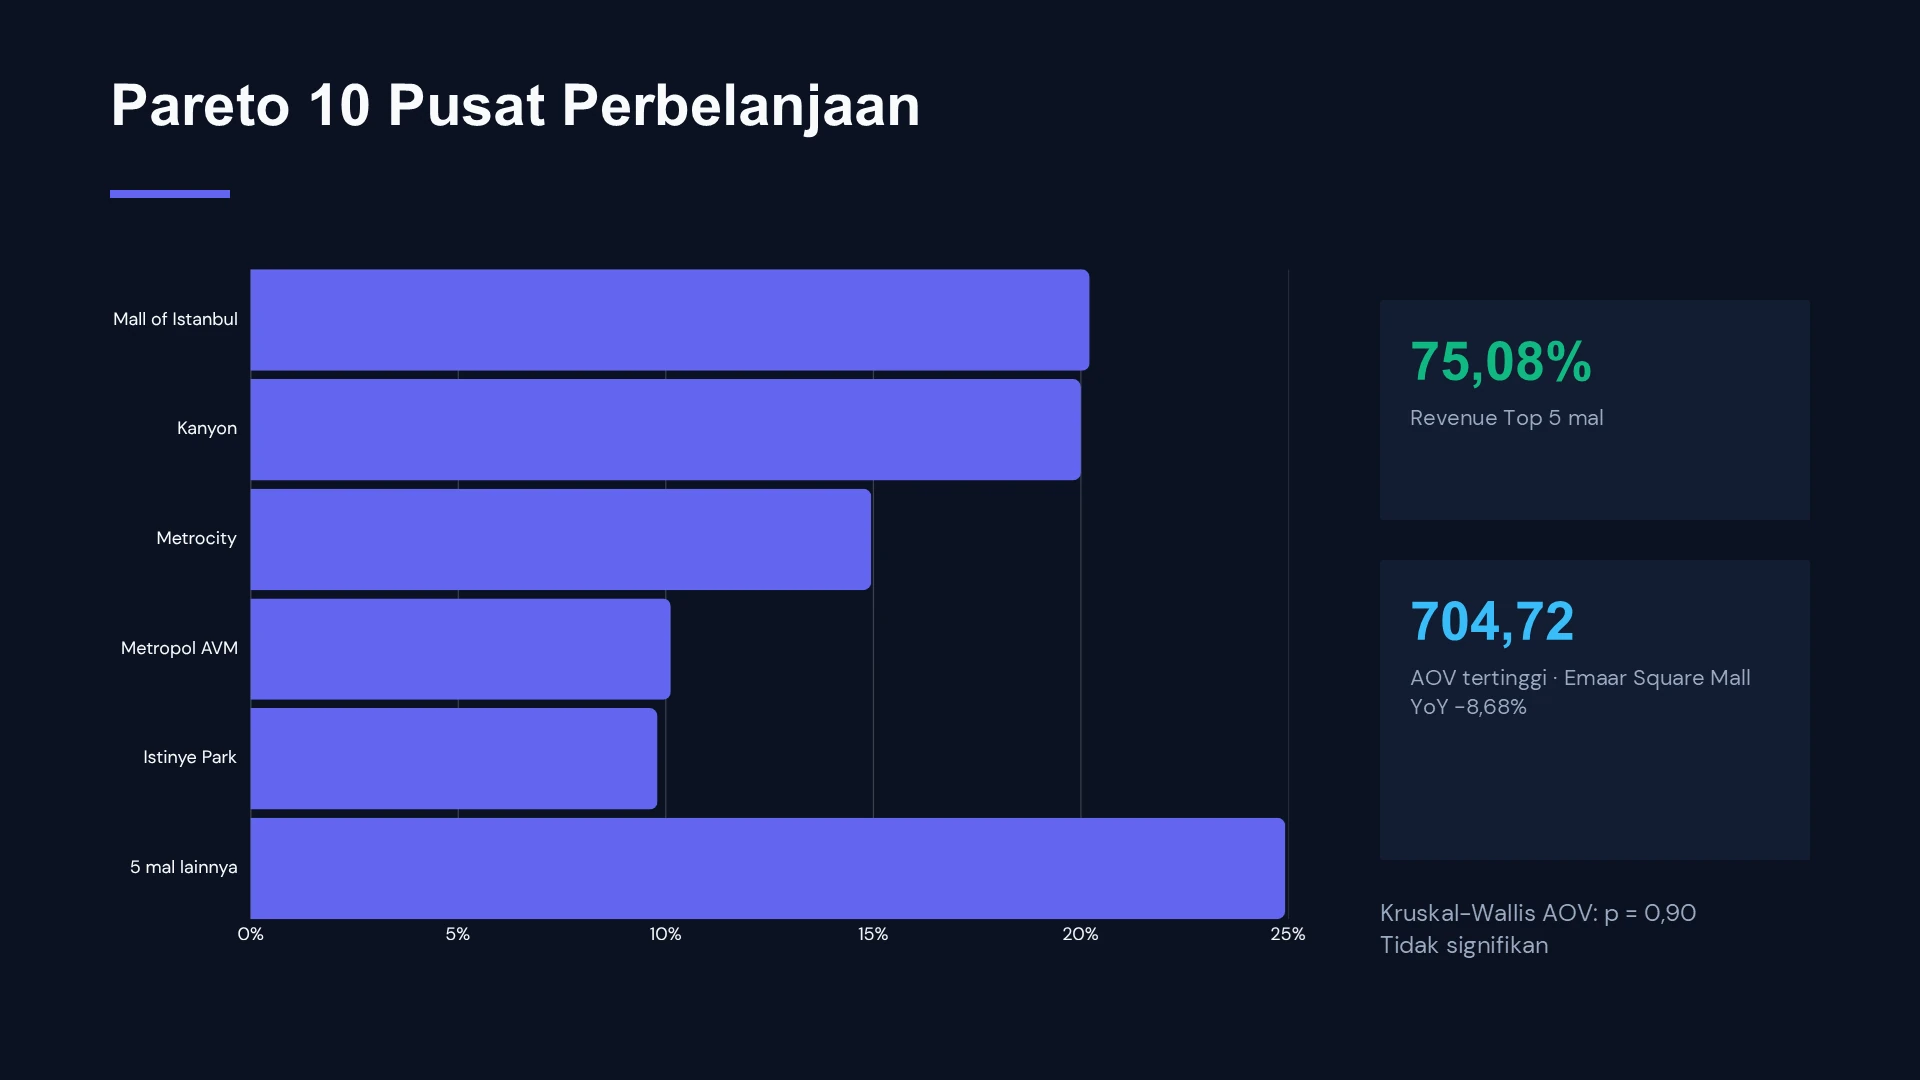 Pareto 10 Pusat Perbelanjaan
Mall of Istanbul
Kanyon
Metrocity
Metropol AVM
Istinye Park
5 mal lainnya
0% 5% 10% 15% 20% 25%
75,08%
Revenue Top 5 mal
704,72
AOV tertinggi · Emaar Square Mall
YoY −8,68%
Kruskal-Wallis AOV: p = 0,90
Tidak signifikan